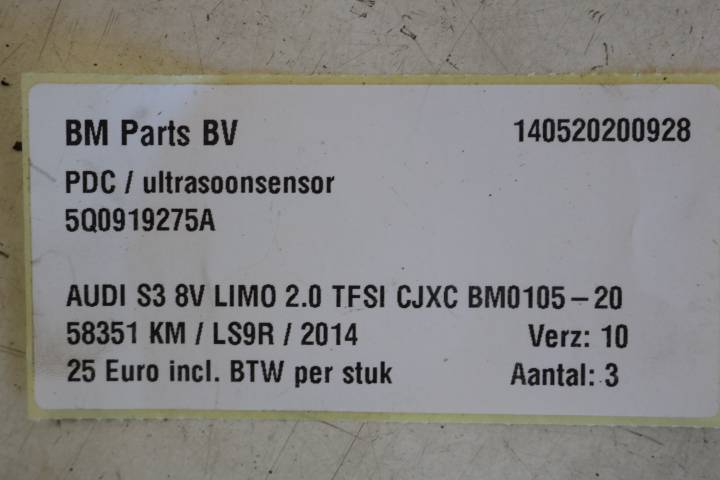 BM Parts BV 140520200928
PDC / ultrasoonsensor
5Q0919275A
AUDI S3 8V LIMO 2.0 TFSI CJXC BM0105-20
58351 KM / LS9R / 2014 Verz: 10
25 Euro incl. BTW per stuk Aantal: 3